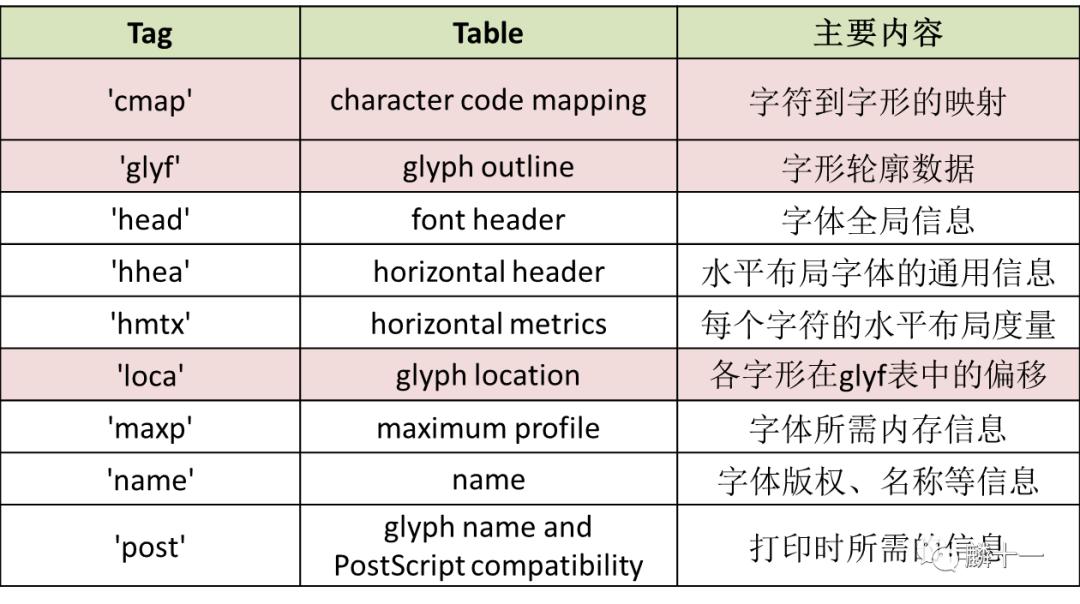 Tag Table 主要内容
'cmap' character code mapping 字符到字形的映射
'glyf' glyph outline 字形轮廓数据
'head' font header 字体全局信息
'hhea' horizontal header 水平布局字体的通用信息
'hmtx' horizontal metrics 每个字符的水平布局度量
'loca' glyph location 各字形在glyf表中的偏移
'maxp' maximum profile 字体所需内存信息
'name' name 字体版权、名称等信息
'post' glyph name and
PostScript compatibility 打印时所需的信息
麟十一